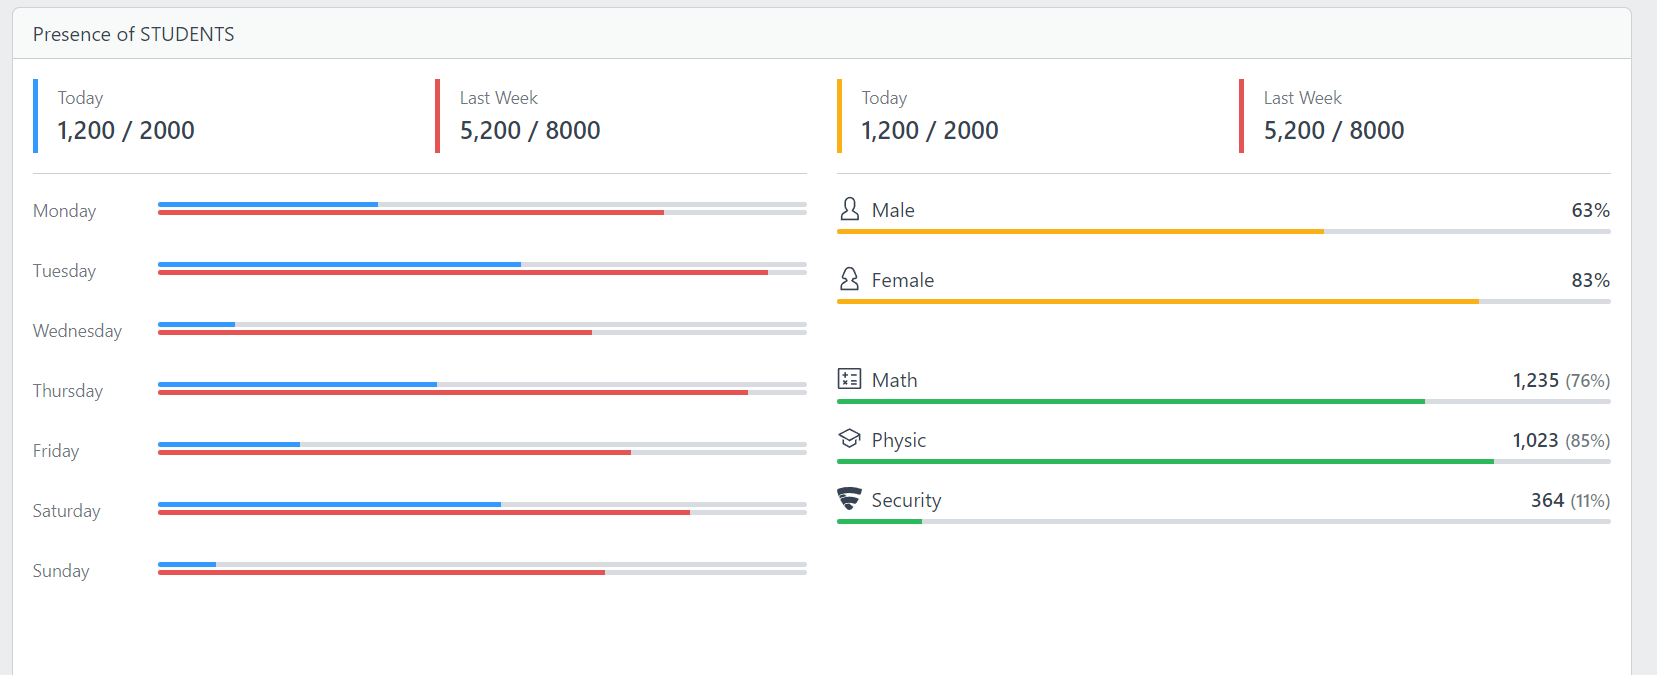 Presence of STUDENTS
Today
1,200 / 2000
Last Week
5,200 / 8000
Monday
Tuesday
Wednesday
Thursday
Friday
Saturday
Sunday
Today
1,200 / 2000
Last Week
5,200 / 8000
Male 63%
Female 83%
Math 1,235 (76%)
Physic 1,023 (85%)
Security 364 (11%)